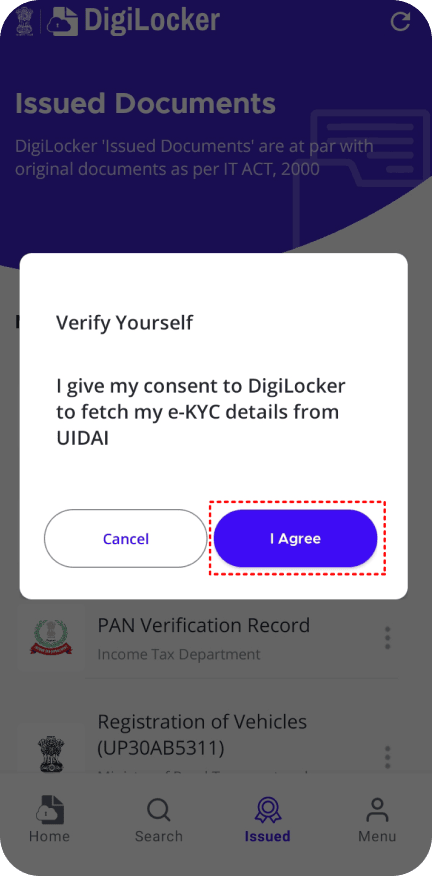 DigiLocker
Issued Documents
DigiLocker 'Issued Documents' are at par with
original documents as per IT ACT, 2000
Verify Yourself
I give my consent to DigiLocker
to fetch my e-KYC details from
UIDAI
Cancel
I Agree
PAN Verification Record
Income Tax Department
Registration of Vehicles
(UP30AB5311)
Home
Search
Issued
Menu